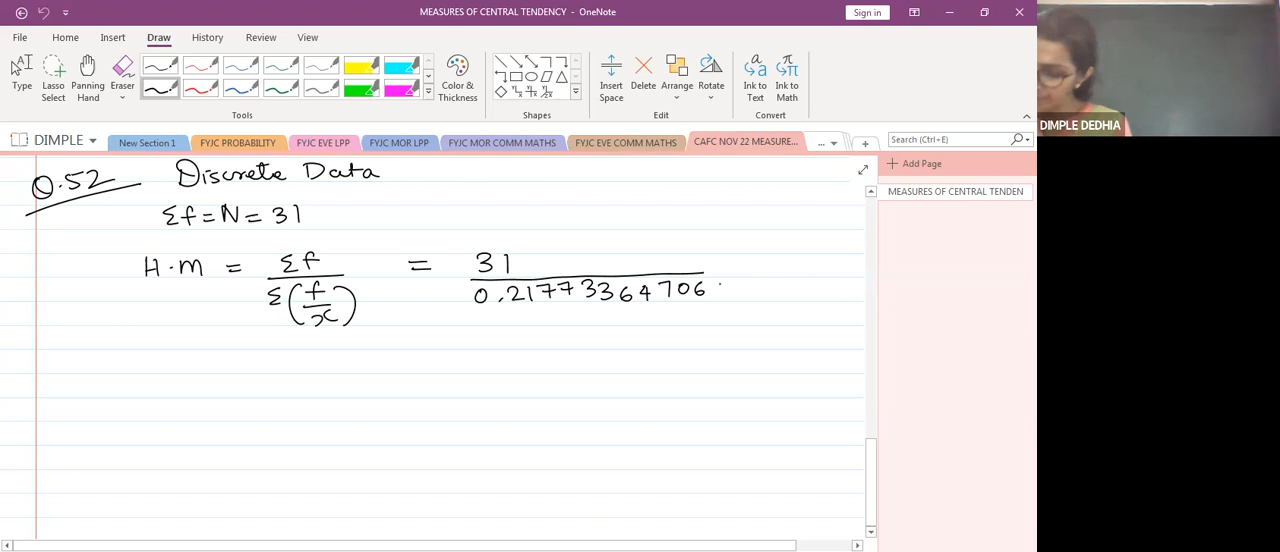 MEASURES OF CENTRAL TENDENCY - OneNote
Sign in
File Home Insert Draw History Review View
Type
Lasso Select
Panning Hand
Eraser
Color & Thickness
Insert Space
Delete
Arrange
Rotate
Ink to Text
Ink to Math
Tools
Shapes
Edit
Convert
DIMPLE
New Section 1
FYJC PROBABILITY
FYJC EVE LPP
FYJC MOR LPP
FYJC MOR COMM MATHS
FYJC EVE COMM MATHS
CAFC NOV 22 MEASURE...
...
Search (Ctrl+E)
Add Page
MEASURES OF CENTRAL TENDEN
DIMPLE DEDHIA
Q.52 Discrete Data
Σf = N = 31
H.M = Σf / Σ(f/x) = 31 / 0.21773364706